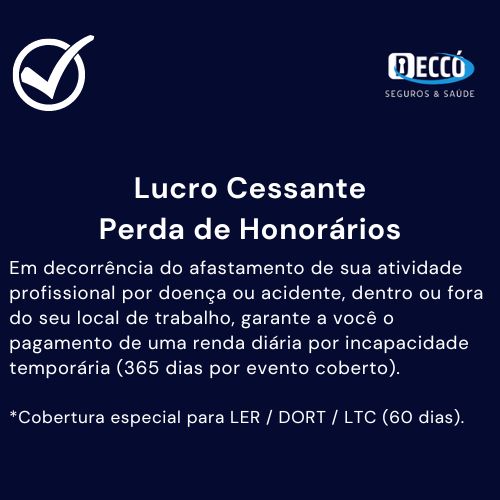 DECCÓ
SEGUROS & SAÚDE
Lucro Cessante
Perda de Honorários
Em decorrência do afastamento de sua atividade
profissional por doença ou acidente, dentro ou fora
do seu local de trabalho, garante a você o
pagamento de uma renda diária por incapacidade
temporária (365 dias por evento coberto).
*Cobertura especial para LER / DORT / LTC (60 dias).